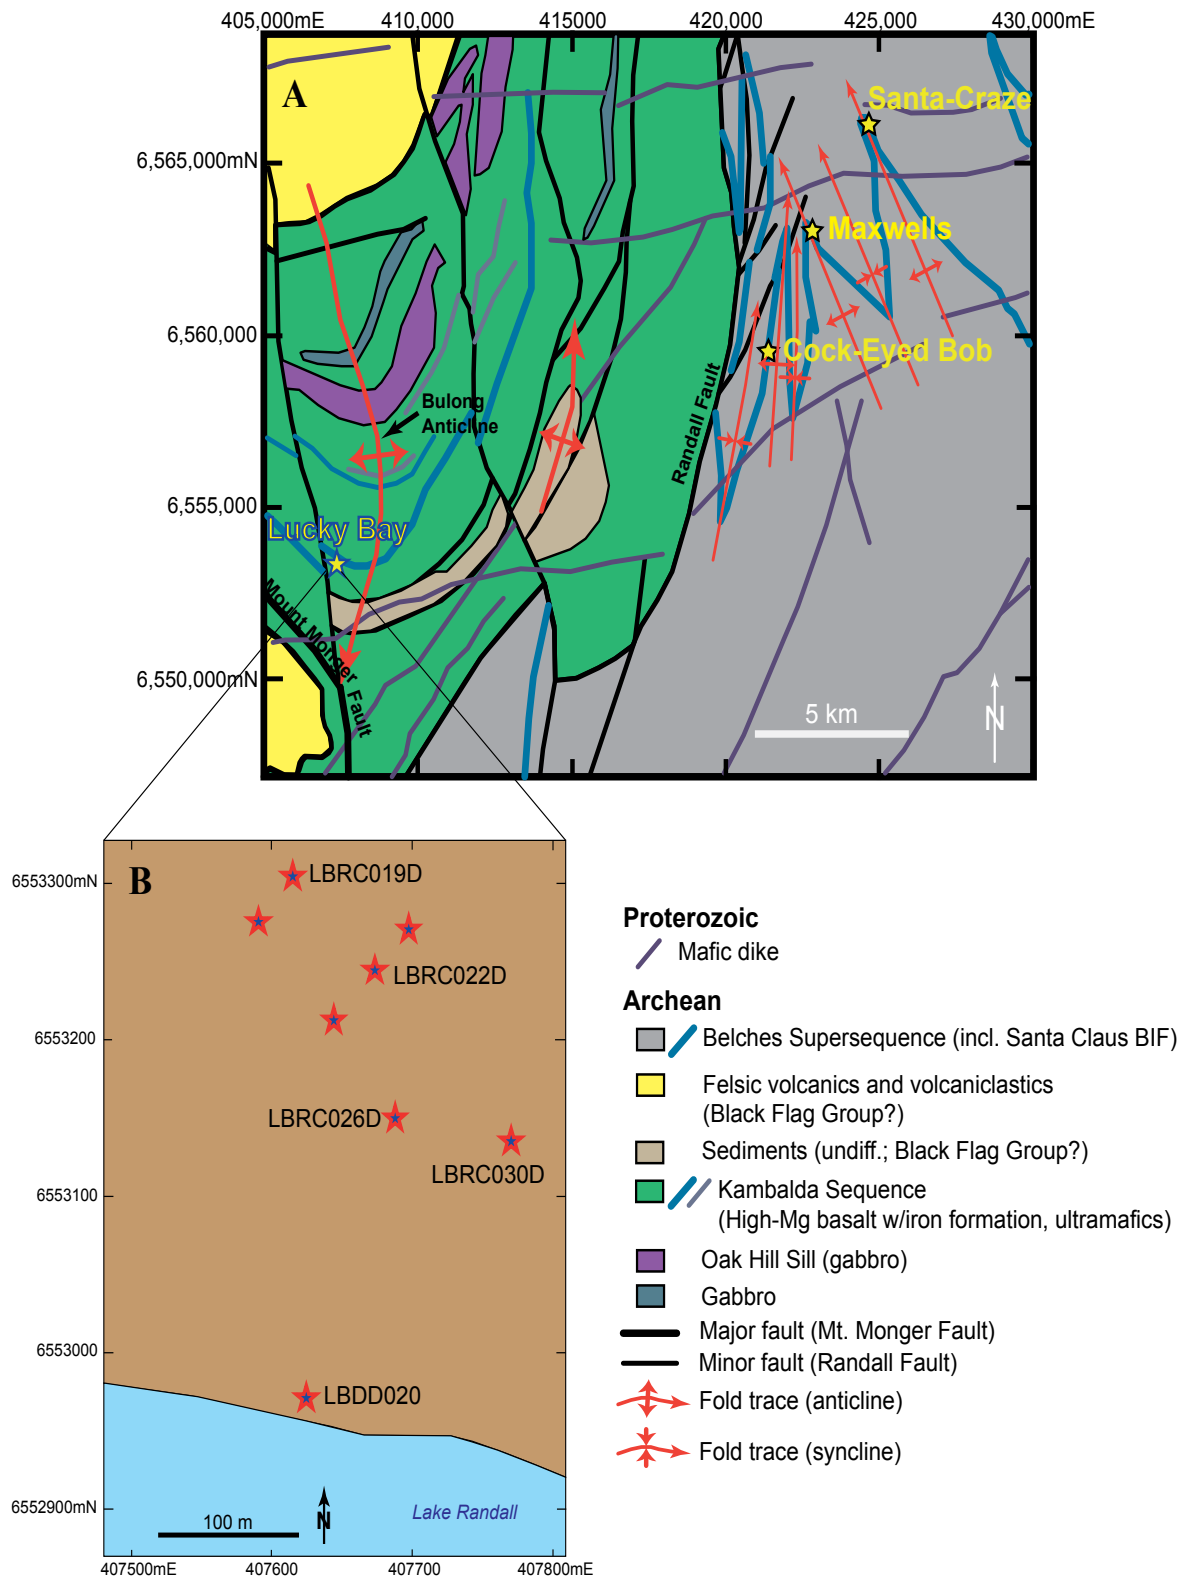 405,000mE 410,000 415000 420,000 425,000 430,000mE
A
Santa-Craze
6,565,000mN
Maxwells
6,560,000
Cock-Eyed Bob
Bulong
Anticline
Randall Fault
6,555,000
Lucky Bay
Mount Monger Fault
6,550,000mN
5 km
N
B
6553300mN
LBRC019D
LBRC022D
6553200
LBRC026D
LBRC030D
6553100
6553000
LBDD020
6552900mN
100 m
N
Lake Randall
407500mE 407600 407700 407800mE
Proterozoic
Mafic dike
Archean
Belches Supersequence (incl. Santa Claus BIF)
Felsic volcanics and volcaniclastics
(Black Flag Group?)
Sediments (undiff.; Black Flag Group?)
Kambalda Sequence
(High-Mg basalt w/iron formation, ultramafics)
Oak Hill Sill (gabbro)
Gabbro
Major fault (Mt. Monger Fault)
Minor fault (Randall Fault)
Fold trace (anticline)
Fold trace (syncline)